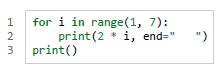 1 for i in range(1, 7):
2     print(2 * i, end="   ")
3 print()